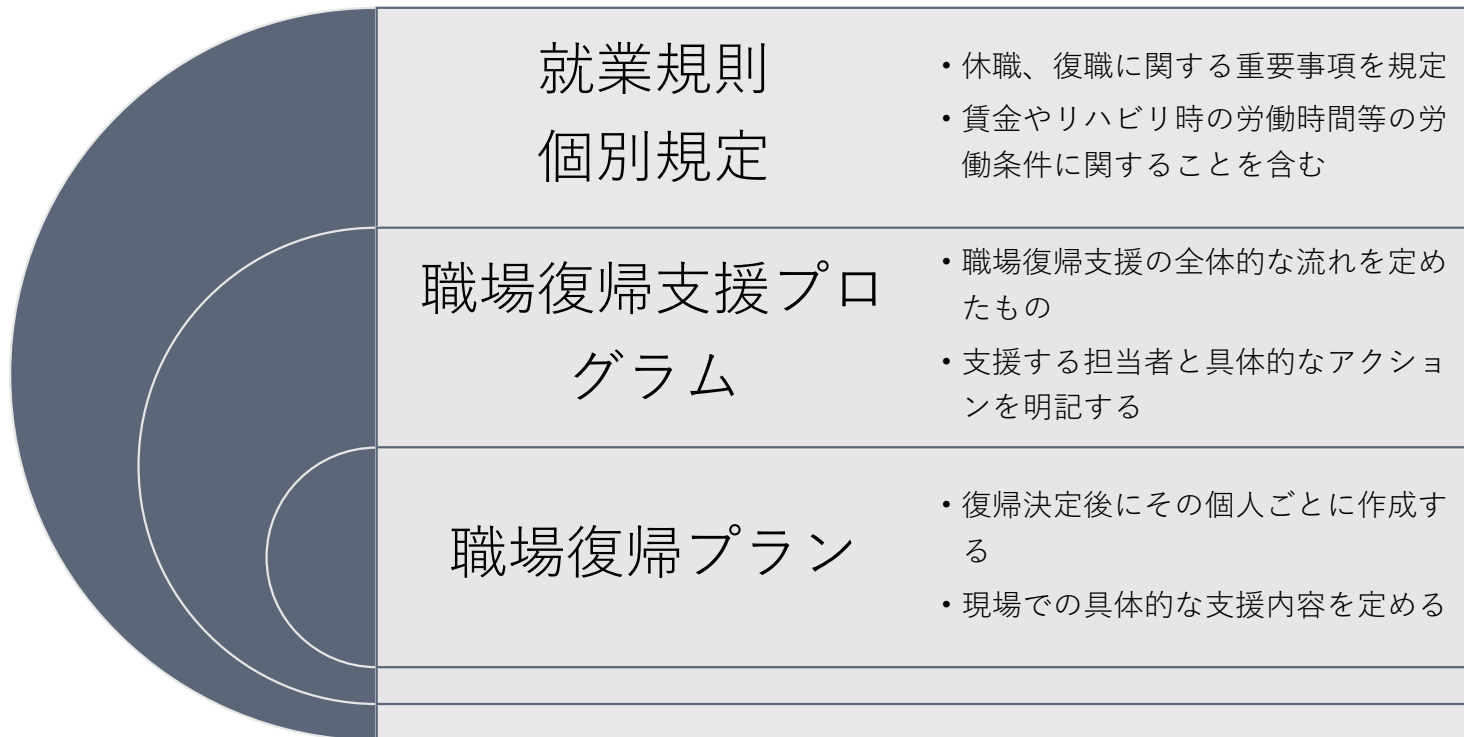 就業規則
個別規定
・休職、復職に関する重要事項を規定
・賃金やリハビリ時の労働時間等の労
働条件に関することを含む
職場復帰支援プロ
グラム
・職場復帰支援の全体的な流れを定め
たもの
・支援する担当者と具体的なアクショ
ンを明記する
職場復帰プラン
・復帰決定後にその個人ごとに作成す
る
・現場での具体的な支援内容を定める